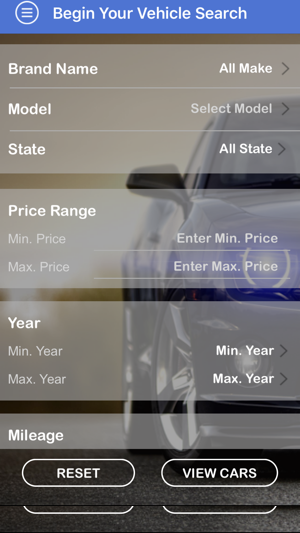 Begin Your Vehicle Search
Brand Name All Make
Model Select Model
State All State
Price Range
Min. Price Enter Min. Price
Max. Price Enter Max. Price
Year
Min. Year Min. Year
Max. Year Max. Year
Mileage
RESET VIEW CARS